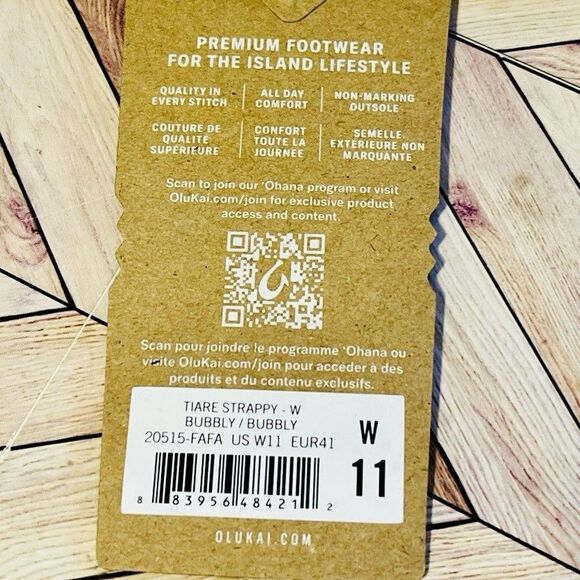 PREMIUM FOOTWEAR
FOR THE ISLAND LIFESTYLE
QUALITY IN
EVERY STITCH
ALL DAY
COMFORT
NON-MARKING
OUTSOLE
COUTURE DE
QUALITÉ
SUPÉRIEURE
CONFORT
TOUTE LA
JOURNÉE
SEMELLE
EXTÉRIEURE NON
MARQUANTE
Scan to join our ‘Ohana program or visit
OluKai.com/join for exclusive product
access and content.
Scan pour joindre le programme ‘Ohana ou
visite OluKai.com/join pour accéder à des
produits et du contenu exclusifs.
TIARE STRAPPY - W
BUBBLY / BUBBLY
20515-FAFA US W11 EUR41
W
11
8 83956 48421 2
OLUKAI.COM